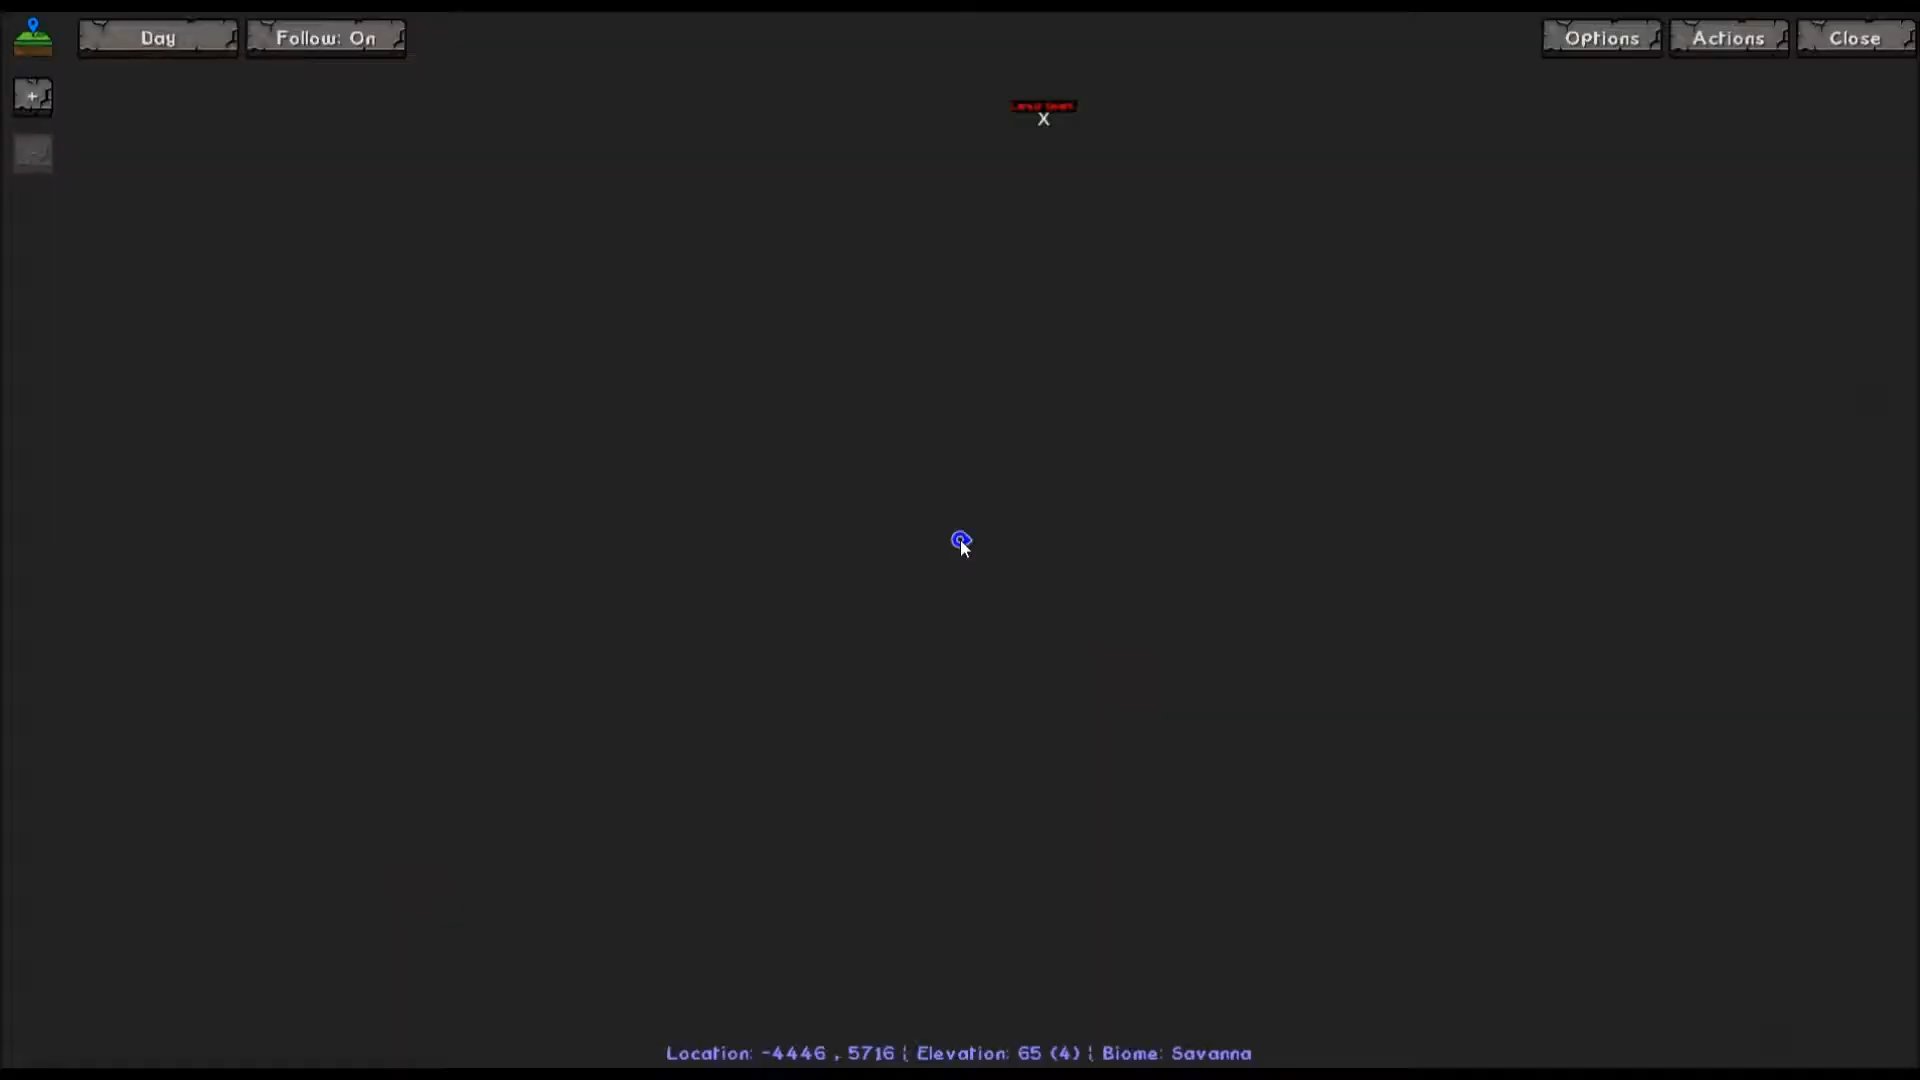 Day
Follow: On
Options
Actions
Close
+
X
Location: -4446 , 5716 ¦ Elevation: 65 (4) ¦ Biome: Savanna